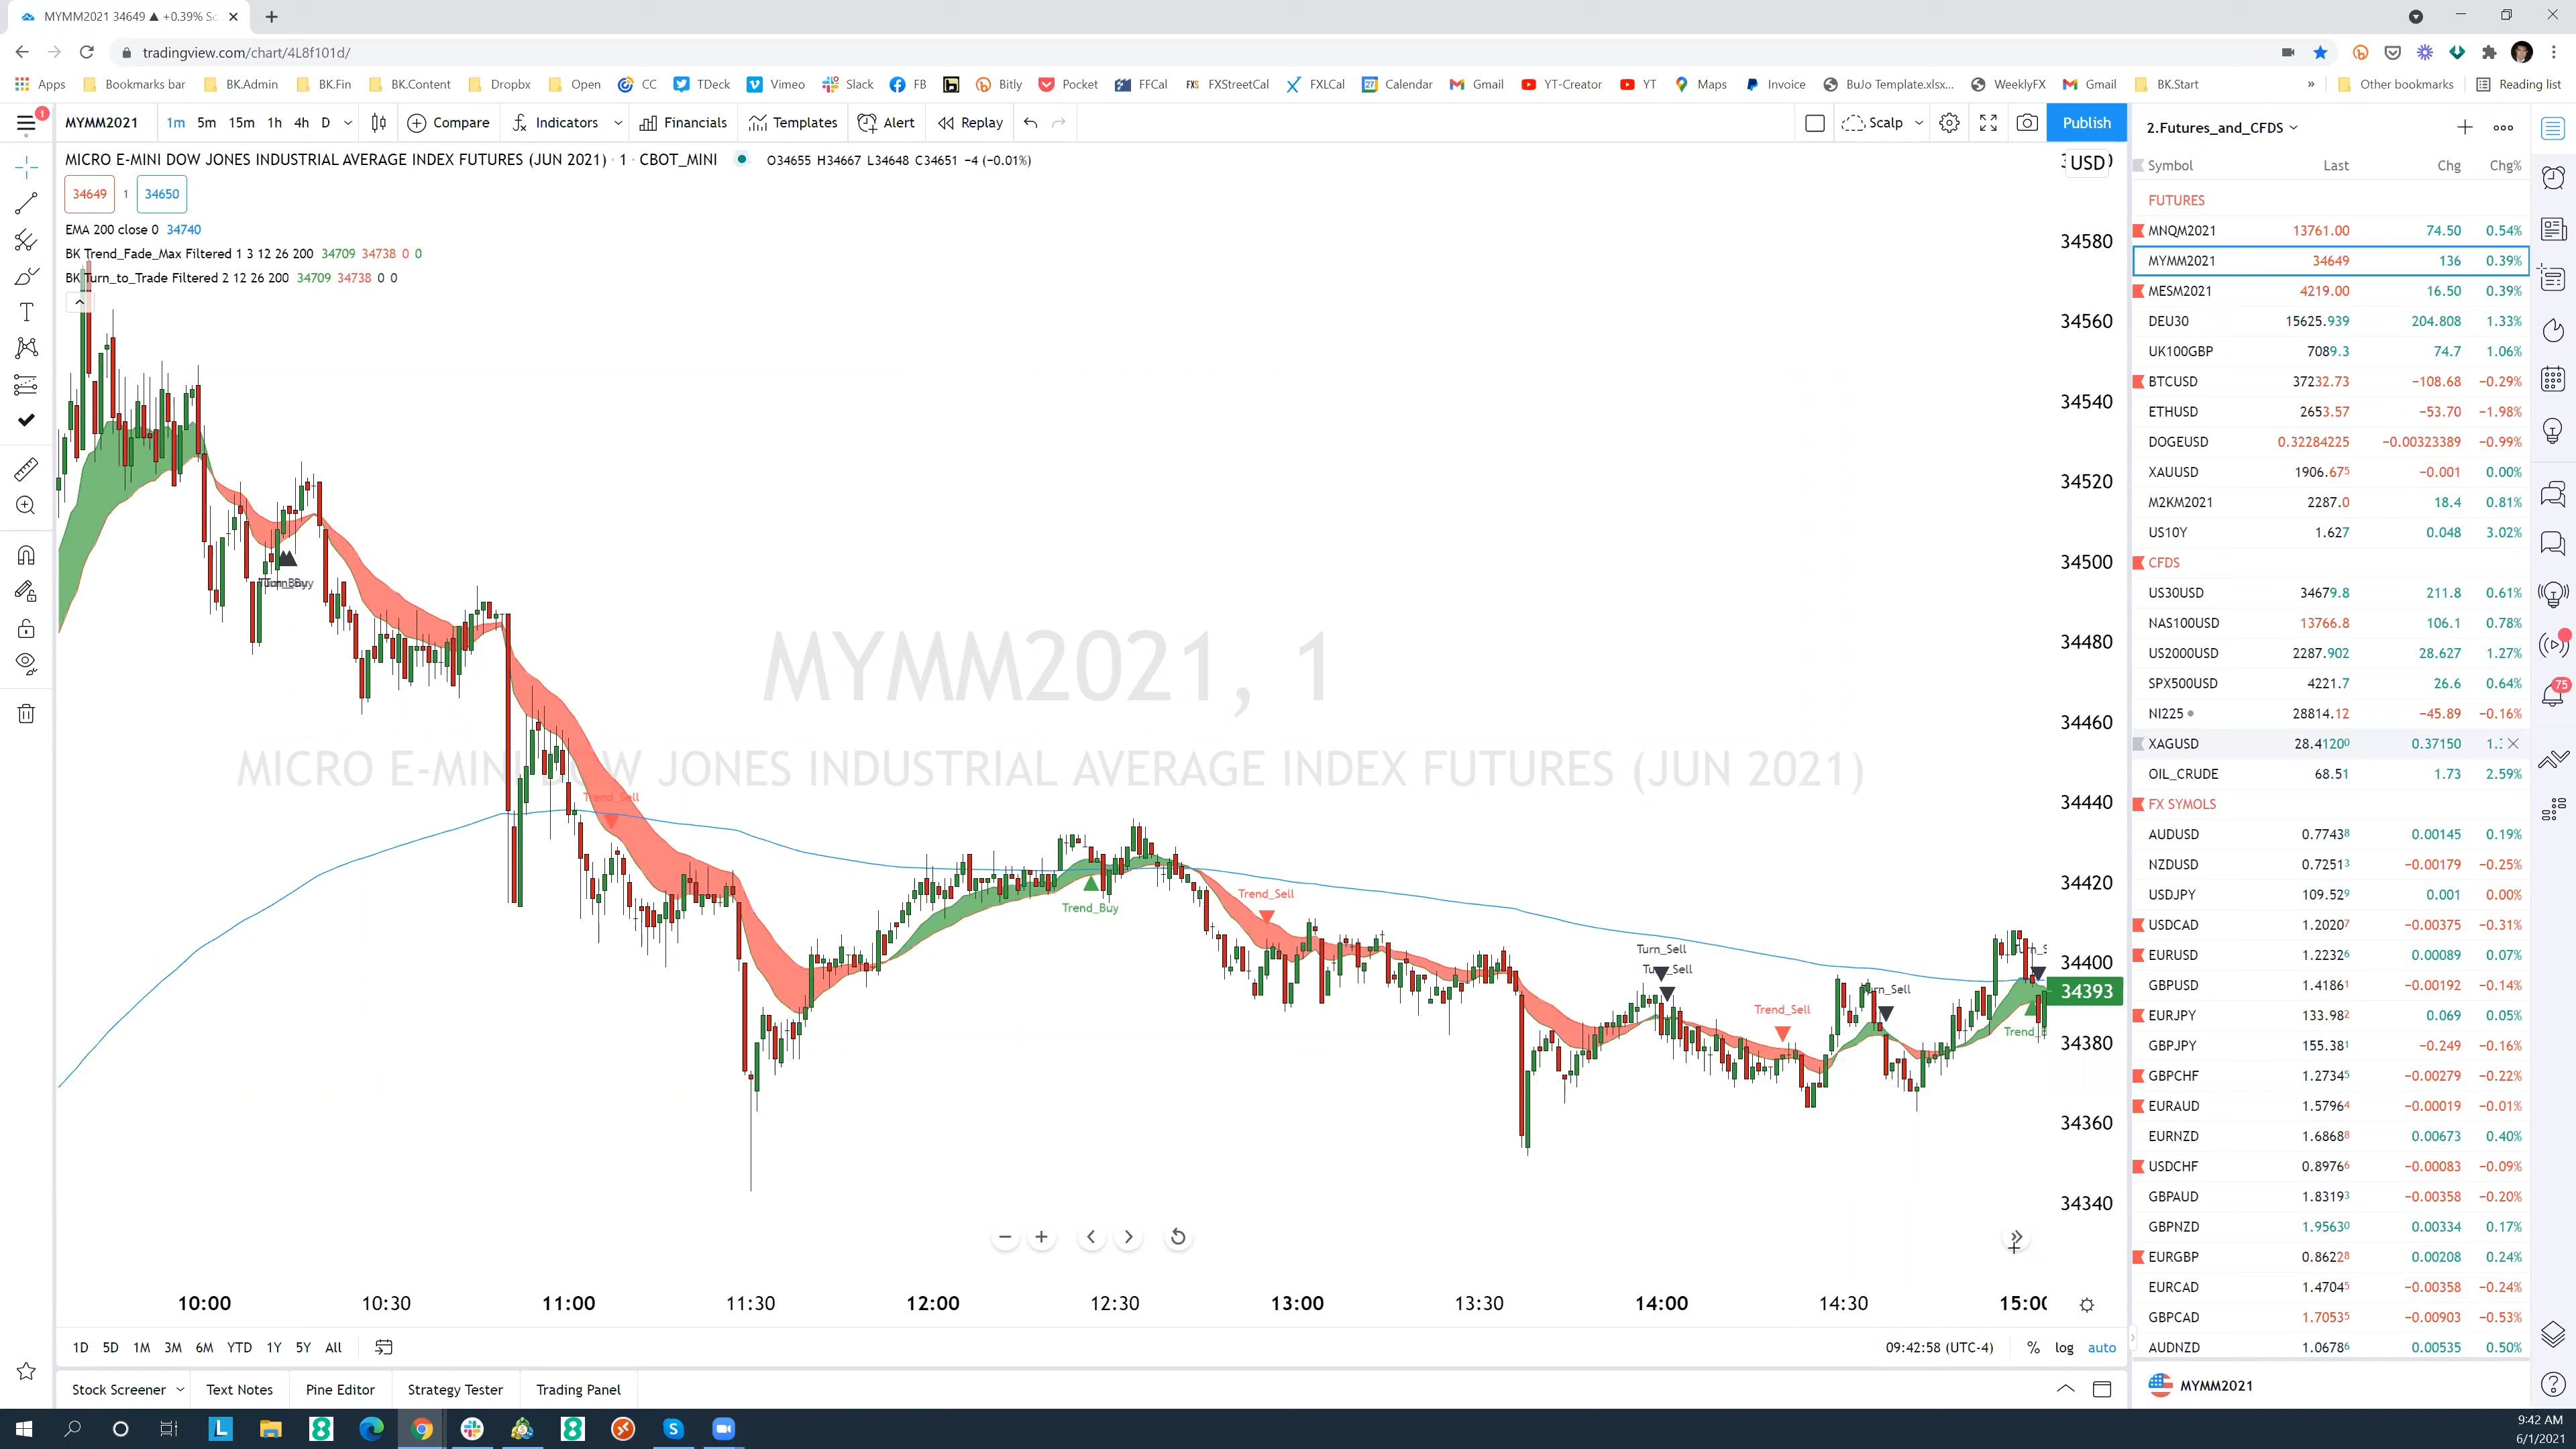 MYMM2021 34649 ▲ +0.39% Sc
tradingview.com/chart/4L8f101d/
Apps Bookmarks bar BK.Admin BK.Fin BK.Content Dropbx Open CC TDeck Vimeo Slack FB Bitly Pocket FFCal FXStreetCal FXLCal Calendar Gmail YT-Creator YT Maps Invoice BuJo Template.xlsx... WeeklyFX Gmail BK.Start » Other bookmarks Reading list
MYMM2021 1m 5m 15m 1h 4h D Compare Indicators Financials Templates Alert Replay Scalp Publish
MICRO E-MINI DOW JONES INDUSTRIAL AVERAGE INDEX FUTURES (JUN 2021) · 1 · CBOT_MINI O34655 H34667 L34648 C34651 −4 (−0.01%)
USD
34649 1 34650
EMA 200 close 0 34740
BK Trend_Fade_Max Filtered 1 3 12 26 200 34709 34738 0 0
BK Turn_to_Trade Filtered 2 12 26 200 34709 34738 0 0
34580
34560
34540
34520
34500
34480
34460
34440
34420
34400
34393
34380
34360
34340
MYMM2021, 1
MICRO E-MINI DOW JONES INDUSTRIAL AVERAGE INDEX FUTURES (JUN 2021)
Trend_Sell
Trend_Buy
Trend_Sell
Turn_Sell
Turn_Sell
Trend_Sell
10:00 10:30 11:00 11:30 12:00 12:30 13:00 13:30 14:00 14:30 15:00
1D 5D 1M 3M 6M YTD 1Y 5Y All 09:42:58 (UTC-4) % log auto
Stock Screener Text Notes Pine Editor Strategy Tester Trading Panel
2.Futures_and_CFDS
Symbol Last Chg Chg%
FUTURES
MNQM2021 13761.00 74.50 0.54%
MYMM2021 34649 136 0.39%
MESM2021 4219.00 16.50 0.39%
DEU30 15625.939 204.808 1.33%
UK100GBP 7089.3 74.7 1.06%
BTCUSD 37232.73 −108.68 −0.29%
ETHUSD 2653.57 −53.70 −1.98%
DOGEUSD 0.32284225 −0.00323389 −0.99%
XAUUSD 1906.675 −0.001 0.00%
M2KM2021 2287.0 18.4 0.81%
US10Y 1.627 0.048 3.02%
CFDS
US30USD 34679.8 211.8 0.61%
NAS100USD 13766.8 106.1 0.78%
US2000USD 2287.902 28.627 1.27%
SPX500USD 4221.7 26.6 0.64%
NI225 28814.12 −45.89 −0.16%
XAGUSD 28.41200 0.37150
OIL_CRUDE 68.51 1.73 2.59%
FX SYMOLS
AUDUSD 0.77438 0.00145 0.19%
NZDUSD 0.72513 −0.00179 −0.25%
USDJPY 109.529 0.001 0.00%
USDCAD 1.20207 −0.00375 −0.31%
EURUSD 1.22326 0.00089 0.07%
GBPUSD 1.41861 −0.00192 −0.14%
EURJPY 133.982 0.069 0.05%
GBPJPY 155.381 −0.249 −0.16%
GBPCHF 1.27345 −0.00279 −0.22%
EURAUD 1.57964 −0.00019 −0.01%
EURNZD 1.68688 0.00673 0.40%
USDCHF 0.89766 −0.00083 −0.09%
GBPAUD 1.83193 −0.00358 −0.20%
GBPNZD 1.95630 0.00334 0.17%
EURGBP 0.86228 0.00208 0.24%
EURCAD 1.47045 −0.00358 −0.24%
GBPCAD 1.70535 −0.00903 −0.53%
AUDNZD 1.06786 0.00535 0.50%
MYMM2021
75
9:42 AM
6/1/2021